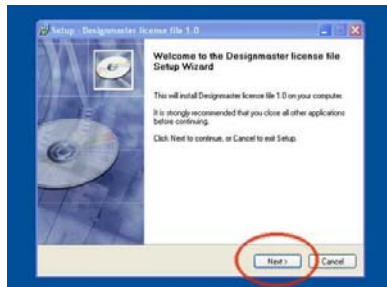 Setup - Designmaster license file 1.0
Welcome to the Designmaster license file
Setup Wizard
This will install Designmaster license file 1.0 on your computer.
It is strongly recommended that you close all other applications
before continuing.
Click Next to continue, or Cancel to exit Setup.
Next >
Cancel